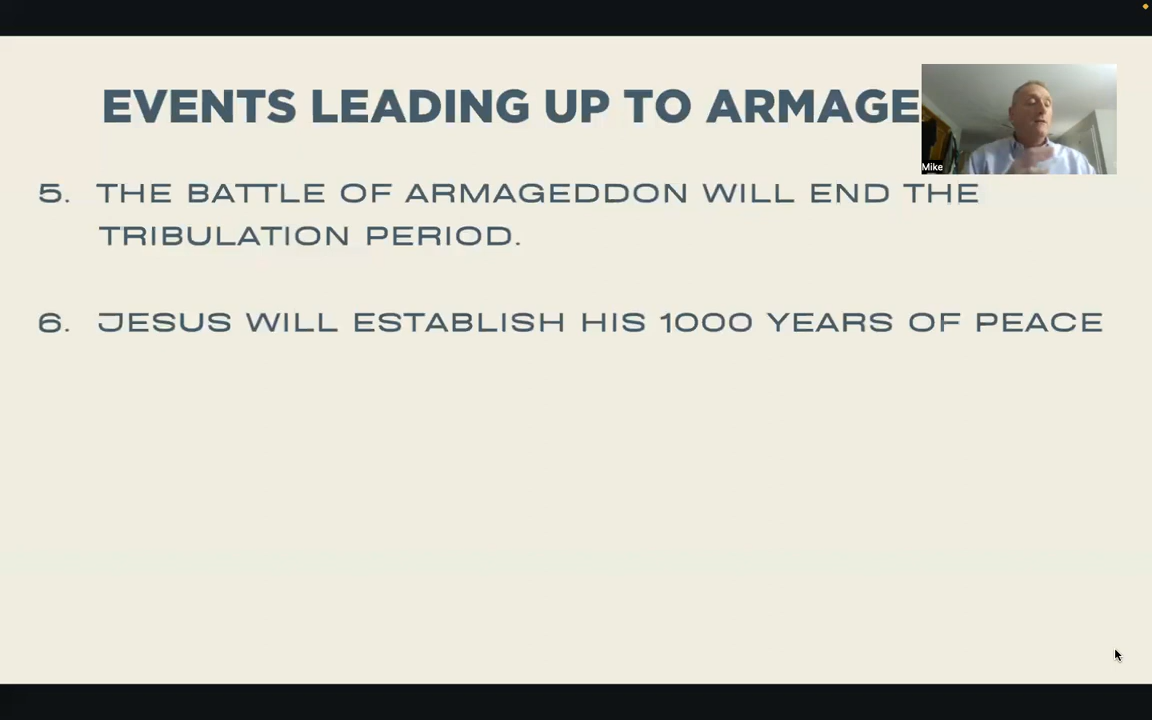 EVENTS LEADING UP TO ARMAGE
Mike
5. THE BATTLE OF ARMAGEDDON WILL END THE
TRIBULATION PERIOD.
6. JESUS WILL ESTABLISH HIS 1000 YEARS OF PEACE